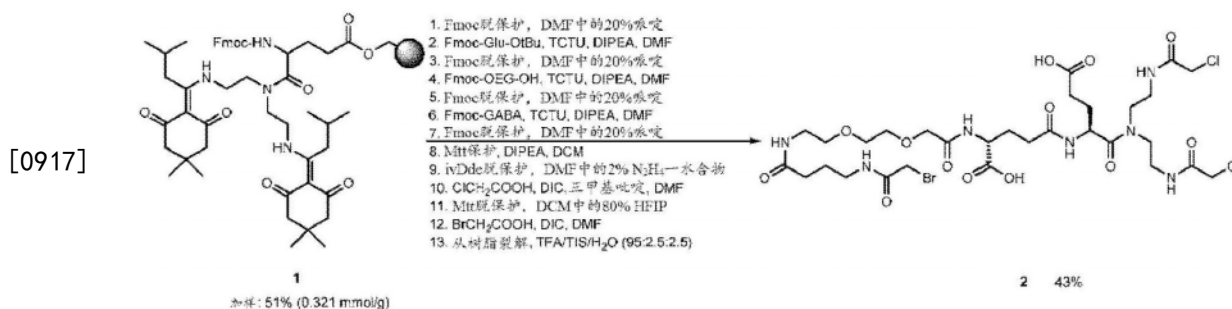 [0917]
1. Fmoc脱保护，DMF中的20%哌啶
2. Fmoc-Glu-OtBu, TCTU, DIPEA, DMF
3. Fmoc脱保护，DMF中的20%哌啶
4. Fmoc-OEG-OH, TCTU, DIPEA, DMF
5. Fmoc脱保护，DMF中的20%哌啶
6. Fmoc-GABA, TCTU, DIPEA, DMF
7. Fmoc脱保护，DMF中的20%哌啶
8. Mtt保护, DIPEA, DCM
9. ivDde脱保护，DMF中的2% N₂H₄一水合物
10. ClCH₂COOH, DIC, 三甲基吡啶, DMF
11. Mtt脱保护，DCM中的80% HFIP
12. BrCH₂COOH, DIC, DMF
13. 从树脂裂解, TFA/TIS/H₂O (95:2.5:2.5)
Fmoc-HN
O
O
O
NH
N
O
O
NH
O
O
O
HO
O
O
H
N
Cl
O
HN
O
O
O
H
N
O
N
H
O
N
O
H
N
Br
O
O
OH
HN
O
1
加样: 51% (0.321 mmol/g)
2 43%